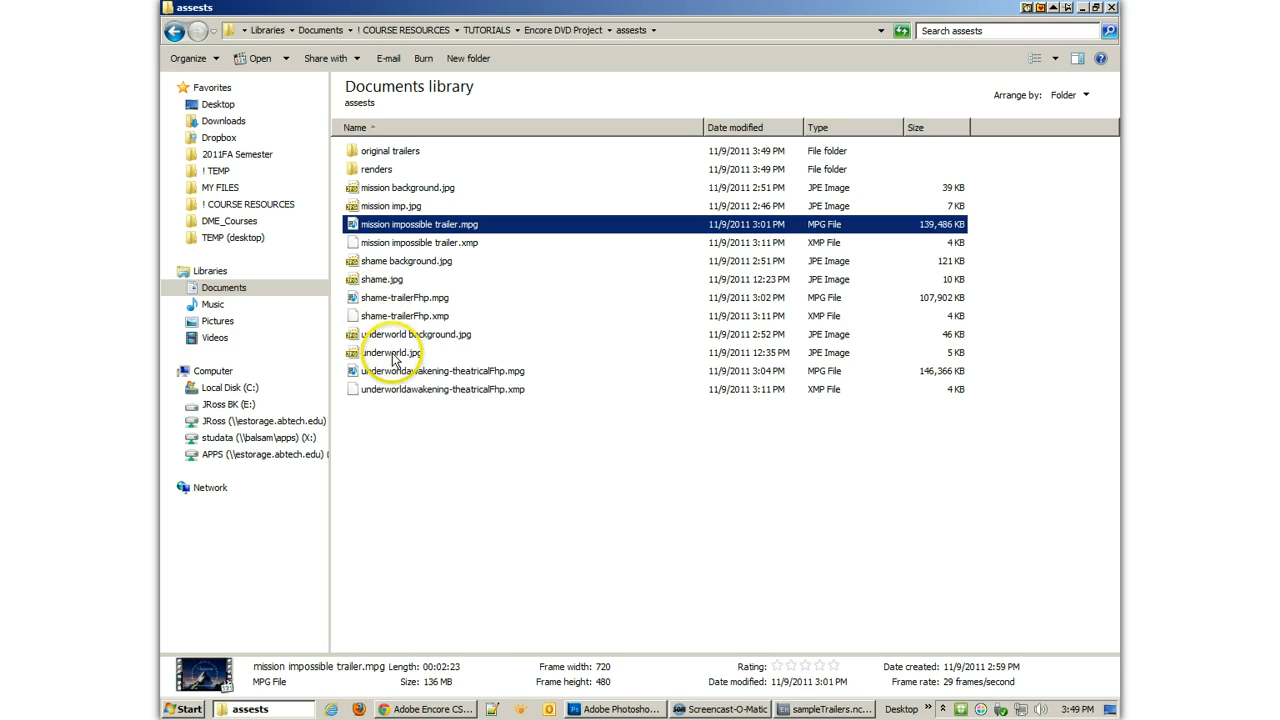 assests
Libraries Documents ! COURSE RESOURCES TUTORIALS Encore DVD Project assests
Search assests
Organize Open Share with E-mail Burn New folder
Favorites
Desktop
Downloads
Dropbox
2011FA Semester
! TEMP
MY FILES
! COURSE RESOURCES
DME_Courses
TEMP (desktop)
Libraries
Documents
Music
Pictures
Videos
Computer
Local Disk (C:)
JRoss BK (E:)
JRoss (\\estorage.abtech.edu)
studata (\\balsam\apps) (X:)
APPS (\\estorage.abtech.edu) (
Network
Documents library
assests
Arrange by: Folder
Name Date modified Type Size
original trailers 11/9/2011 3:49 PM File folder
renders 11/9/2011 3:49 PM File folder
mission background.jpg 11/9/2011 2:51 PM JPE Image 39 KB
mission imp.jpg 11/9/2011 2:46 PM JPE Image 7 KB
mission impossible trailer.mpg 11/9/2011 3:01 PM MPG File 139,486 KB
mission impossible trailer.xmp 11/9/2011 3:11 PM XMP File 4 KB
shame background.jpg 11/9/2011 2:51 PM JPE Image 121 KB
shame.jpg 11/9/2011 12:23 PM JPE Image 10 KB
shame-trailerFhp.mpg 11/9/2011 3:02 PM MPG File 107,902 KB
shame-trailerFhp.xmp 11/9/2011 3:11 PM XMP File 4 KB
underworld background.jpg 11/9/2011 2:52 PM JPE Image 46 KB
underworld.jpg 11/9/2011 12:35 PM JPE Image 5 KB
underworldawakening-theatricalFhp.mpg 11/9/2011 3:04 PM MPG File 146,366 KB
underworldawakening-theatricalFhp.xmp 11/9/2011 3:11 PM XMP File 4 KB
mission impossible trailer.mpg Length: 00:02:23 Frame width: 720 Rating: Date created: 11/9/2011 2:59 PM
MPG File Size: 136 MB Frame height: 480 Date modified: 11/9/2011 3:01 PM Frame rate: 29 frames/second
Start assests Adobe Encore CS... Adobe Photosho... Screencast-O-Matic sampleTrailers.nc... Desktop 3:49 PM